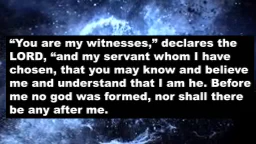 “You are my witnesses,” declares the
LORD, “and my servant whom I have
chosen, that you may know and believe
me and understand that I am he. Before
me no god was formed, nor shall there
be any after me.